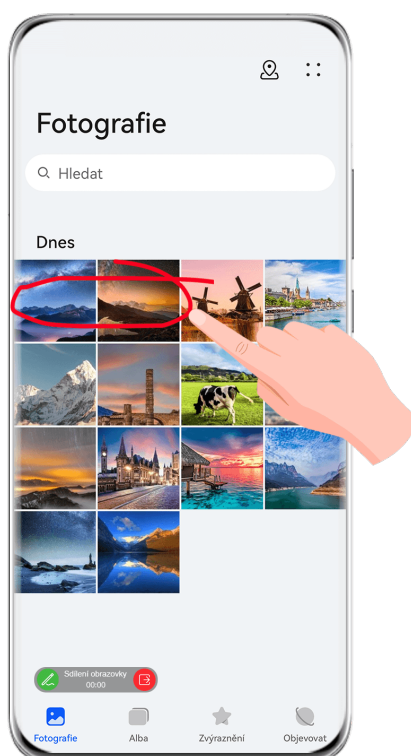 Fotografie
Hledat
Dnes
Sdílení obrazovky
00:00
Fotografie
Alba
Zvýraznění
Objevovat